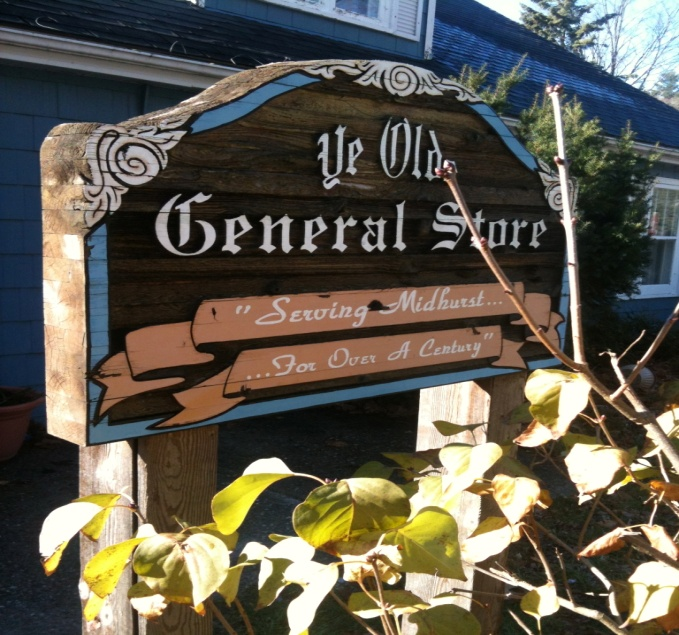 Ye Old
General Store
"Serving Midhurst...
...For Over A Century"